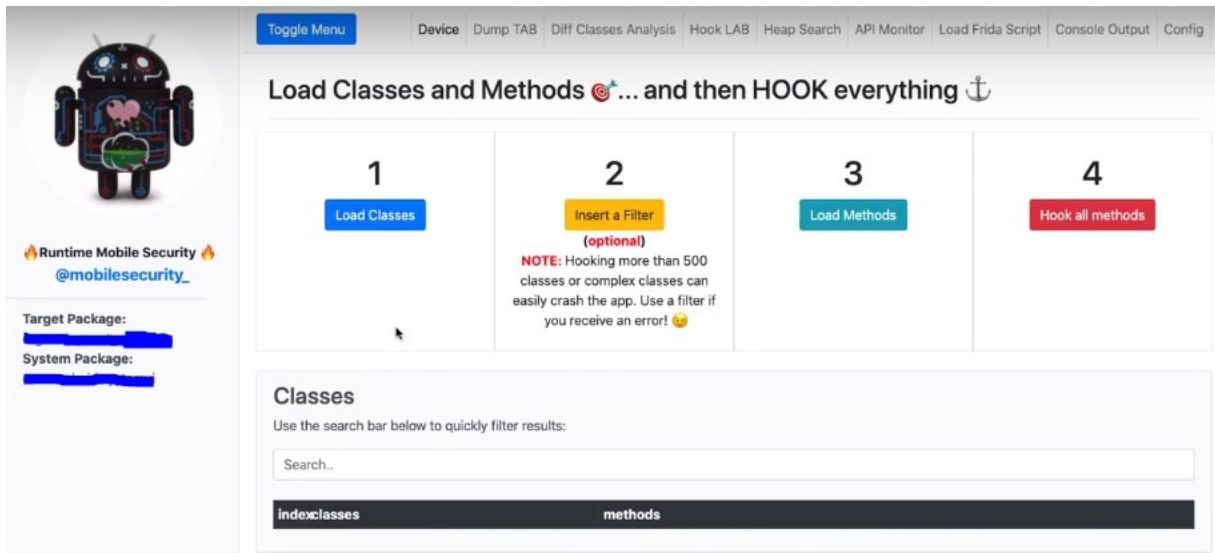 Toggle Menu
Device Dump TAB Diff Classes Analysis Hook LAB Heap Search API Monitor Load Frida Script Console Output Config
Load Classes and Methods 🎯... and then HOOK everything ⚓
1
Load Classes
2
Insert a Filter
(optional)
NOTE: Hooking more than 500
classes or complex classes can
easily crash the app. Use a filter if
you receive an error! 😉
3
Load Methods
4
Hook all methods
🔥Runtime Mobile Security 🔥
@mobilesecurity_
Target Package:
System Package:
Classes
Use the search bar below to quickly filter results:
Search..
index classes methods